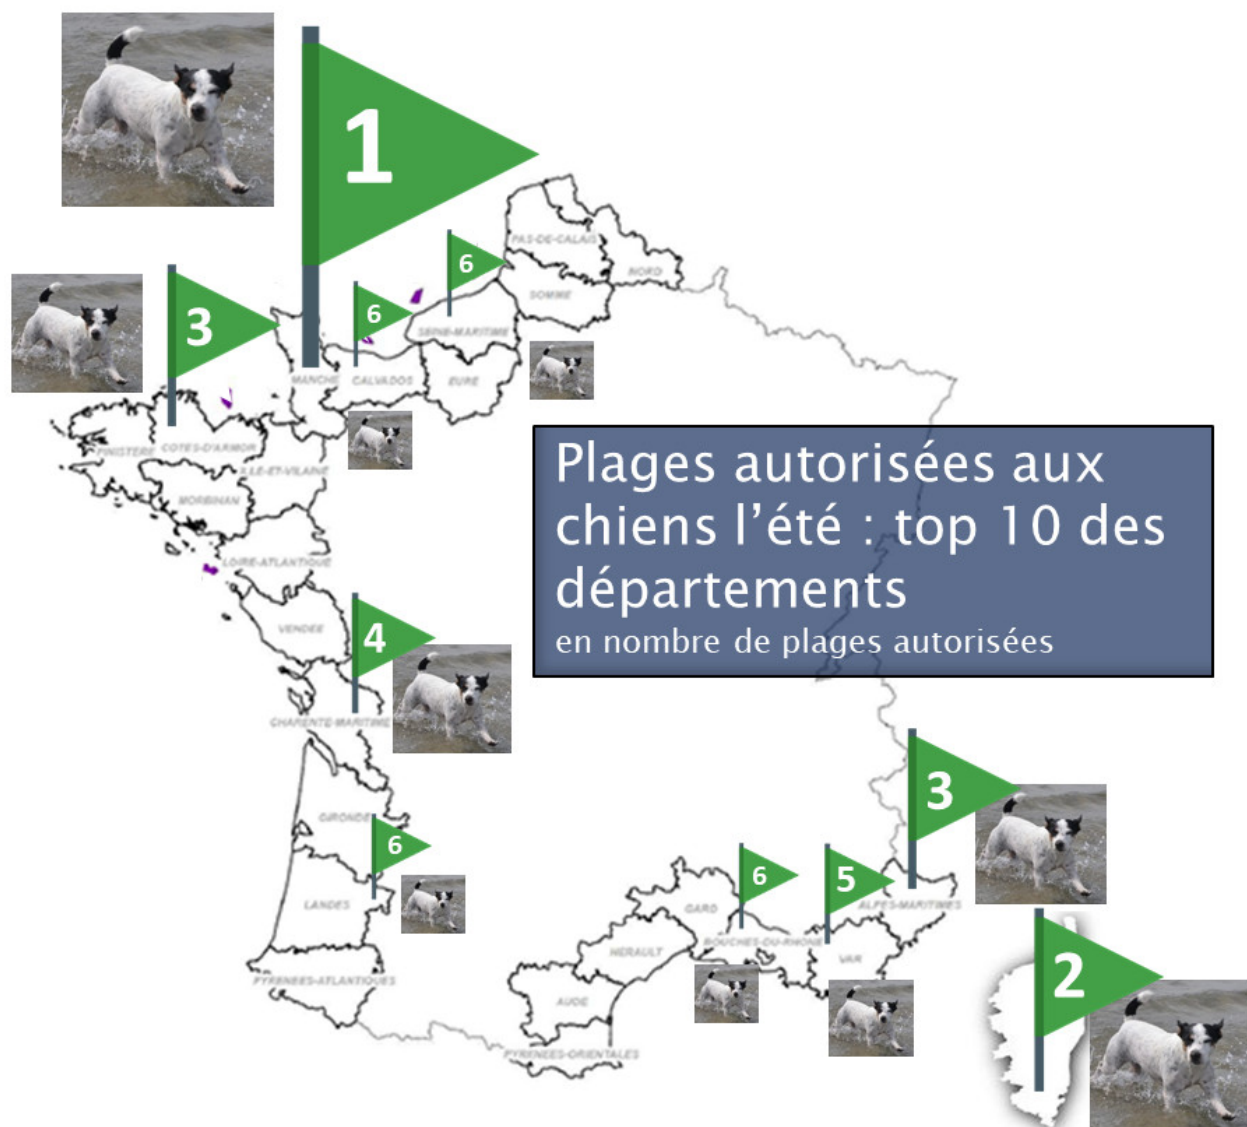 1
PAS-DE-CALAIS
NORD
6
SOMME
3
6
SEINE-MARITIME
MANCHE
CALVADOS
EURE
FINISTERE
COTES-D'ARMOR
ILLE-ET-VILAINE
MORBIHAN
Plages autorisées aux
chiens l'été : top 10 des
départements
en nombre de plages autorisées
LOIRE-ATLANTIQUE
VENDEE
4
CHARENTE-MARITIME
3
GIRONDE
6
6
5
LANDES
GARD
ALPES-MARITIMES
BOUCHES-DU-RHONE
HERAULT
VAR
2
PYRENEES-ATLANTIQUES
AUDE
PYRENEES-ORIENTALES